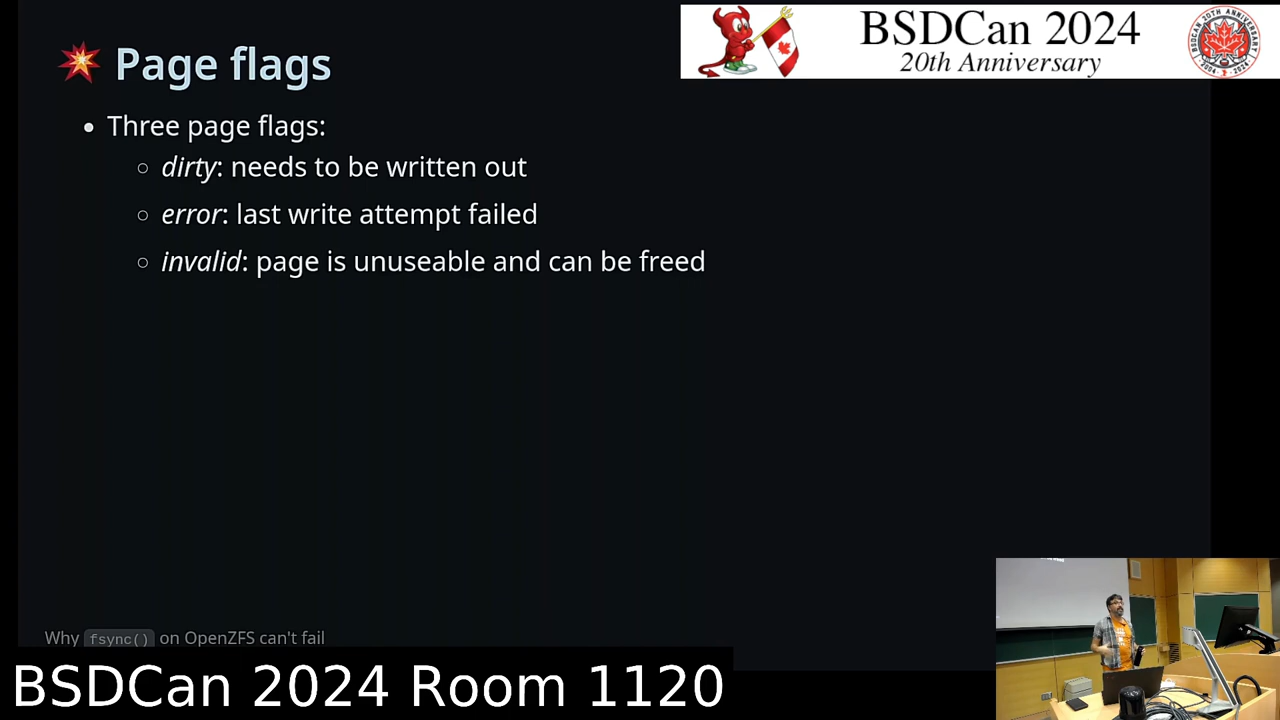 BSDCan 2024
20th Anniversary
Page flags
Three page flags:
dirty: needs to be written out
error: last write attempt failed
invalid: page is unuseable and can be freed
Why fsync() on OpenZFS can't fail
BSDCan 2024 Room 1120